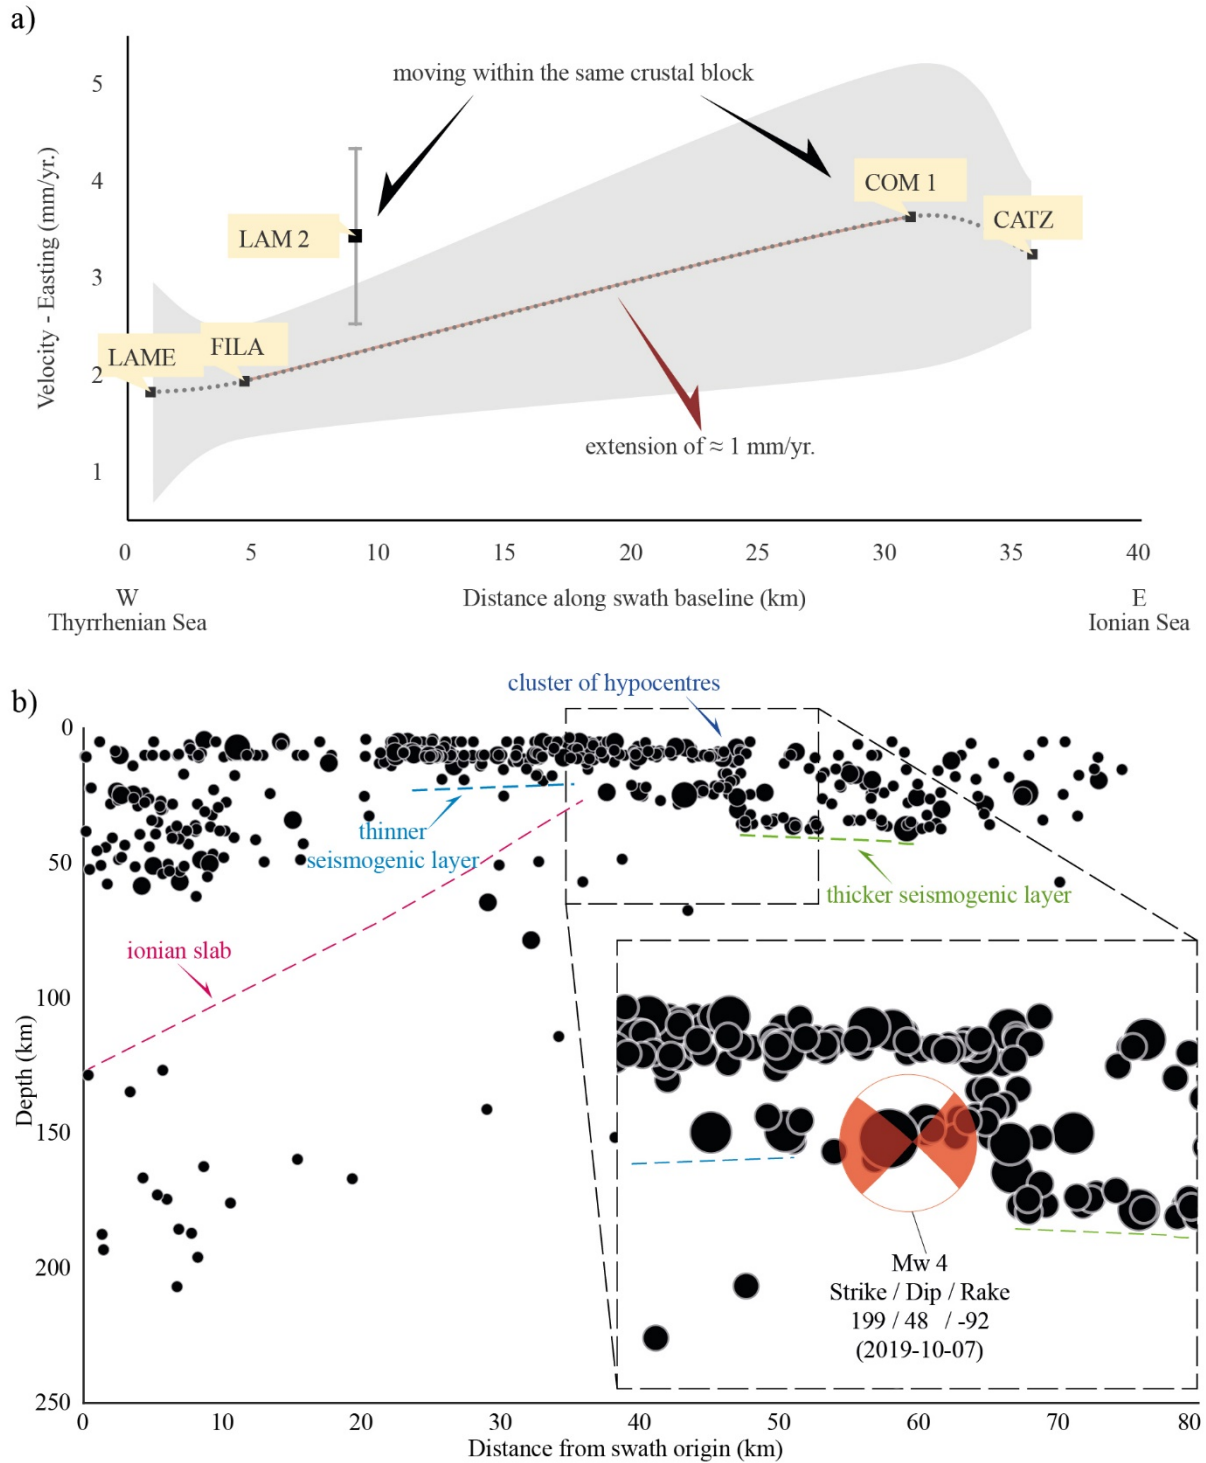 a)
moving within the same crustal block
5
4
3
2
1
Velocity - Easting (mm/yr.)
LAME
FILA
LAM 2
COM 1
CATZ
extension of ≈ 1 mm/yr.
0 5 10 15 20 25 30 35 40
W
Thyrrhenian Sea
Distance along swath baseline (km)
E
Ionian Sea
b)
cluster of hypocentres
0
50
100
150
200
250
Depth (km)
thinner
seismogenic layer
thicker seismogenic layer
ionian slab
Mw 4
Strike / Dip / Rake
199 / 48 / -92
(2019-10-07)
0 10 20 30 40 50 60 70 80
Distance from swath origin (km)